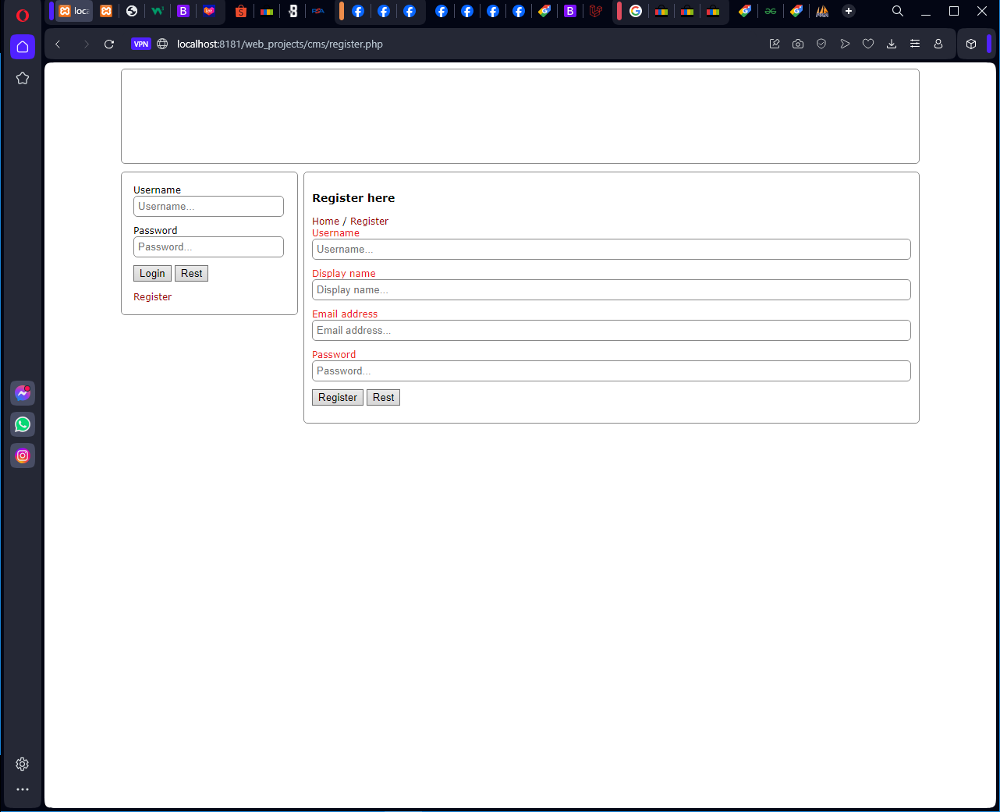 loca
VPN localhost:8181/web_projects/cms/register.php
Username
Username...
Password
Password...
Login Rest
Register
Register here
Home / Register
Username
Username...
Display name
Display name...
Email address
Email address...
Password
Password...
Register Rest